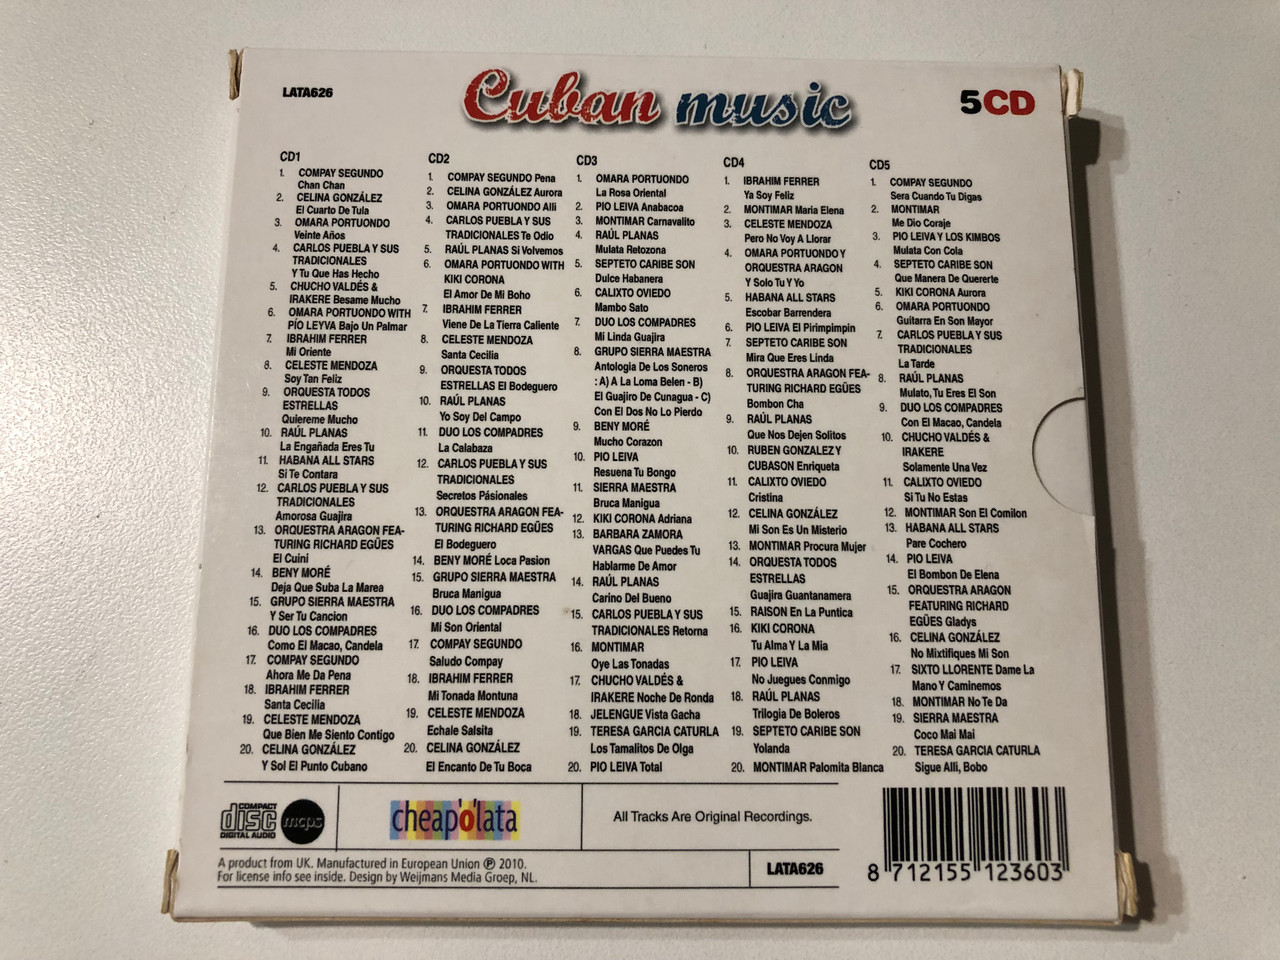 LATA626
Cuban music
5CD
CD1
1. COMPAY SEGUNDO
Chan Chan
2. CELINA GONZÁLEZ
El Cuarto De Tula
3. OMARA PORTUONDO
Veinte Años
4. CARLOS PUEBLA Y SUS
TRADICIONALES
Y Tu Que Has Hecho
5. CHUCHO VALDÉS &
IRAKERE Besame Mucho
6. OMARA PORTUONDO WITH
PÍO LEYVA Bajo Un Palmar
7. IBRAHIM FERRER
Mi Oriente
8. CELESTE MENDOZA
Soy Tan Feliz
9. ORQUESTA TODOS
ESTRELLAS
Quiereme Mucho
10. RAÚL PLANAS
La Engañada Eres Tu
11. HABANA ALL STARS
Si Te Contara
12. CARLOS PUEBLA Y SUS
TRADICIONALES
Amorosa Guajira
13. ORQUESTRA ARAGON FEA-
TURING RICHARD EGÜES
El Cuini
14. BENY MORÉ
Deja Que Suba La Marea
15. GRUPO SIERRA MAESTRA
Y Ser Tu Cancion
16. DUO LOS COMPADRES
Como El Macao, Candela
17. COMPAY SEGUNDO
Ahora Me Da Pena
18. IBRAHIM FERRER
Santa Cecilia
19. CELESTE MENDOZA
Que Bien Me Siento Contigo
20. CELINA GONZÁLEZ
Y Sol El Punto Cubano
CD2
1. COMPAY SEGUNDO Pena
2. CELINA GONZÁLEZ Aurora
3. OMARA PORTUONDO Alli
4. CARLOS PUEBLA Y SUS
TRADICIONALES Te Odio
5. RAÚL PLANAS Si Volvemos
6. OMARA PORTUONDO WITH
KIKI CORONA
El Amor De Mi Boho
7. IBRAHIM FERRER
Viene De La Tierra Caliente
8. CELESTE MENDOZA
Santa Cecilia
9. ORQUESTA TODOS
ESTRELLAS El Bodeguero
10. RAÚL PLANAS
Yo Soy Del Campo
11. DUO LOS COMPADRES
La Calabaza
12. CARLOS PUEBLA Y SUS
TRADICIONALES
Secretos Pásionales
13. ORQUESTRA ARAGON FEA-
TURING RICHARD EGÜES
El Bodeguero
14. BENY MORÉ Loca Pasion
15. GRUPO SIERRA MAESTRA
Bruca Manigua
16. DUO LOS COMPADRES
Mi Son Oriental
17. COMPAY SEGUNDO
Saludo Compay
18. IBRAHIM FERRER
Mi Tonada Montuna
19. CELESTE MENDOZA
Echale Salsita
20. CELINA GONZÁLEZ
El Encanto De Tu Boca
CD3
1. OMARA PORTUONDO
La Rosa Oriental
2. PIO LEIVA Anabacoa
3. MONTIMAR Carnavalito
4. RAÚL PLANAS
Mulata Retozona
5. SEPTETO CARIBE SON
Dulce Habanera
6. CALIXTO OVIEDO
Mambo Sato
7. DUO LOS COMPADRES
Mi Linda Guajira
8. GRUPO SIERRA MAESTRA
Antologia De Los Soneros
: A) A La Loma Belen - B)
El Guajiro De Cunagua - C)
Con El Dos No Lo Pierdo
9. BENY MORÉ
Mucho Corazon
10. PIO LEIVA
Resuena Tu Bongo
11. SIERRA MAESTRA
Bruca Manigua
12. KIKI CORONA Adriana
13. BARBARA ZAMORA
VARGAS Que Puedes Tu
Hablarme De Amor
14. RAÚL PLANAS
Carino Del Bueno
15. CARLOS PUEBLA Y SUS
TRADICIONALES Retorna
16. MONTIMAR
Oye Las Tonadas
17. CHUCHO VALDÉS &
IRAKERE Noche De Ronda
18. JELENGUE Vista Gacha
19. TERESA GARCIA CATURLA
Los Tamalitos De Olga
20. PIO LEIVA Total
CD4
1. IBRAHIM FERRER
Ya Soy Feliz
2. MONTIMAR Maria Elena
3. CELESTE MENDOZA
Pero No Voy A Llorar
4. OMARA PORTUONDO Y
ORQUESTRA ARAGON
Y Solo Tu Y Yo
5. HABANA ALL STARS
Escobar Barrendera
6. PIO LEIVA El Pirimpimpin
7. SEPTETO CARIBE SON
Mira Que Eres Linda
8. ORQUESTRA ARAGON FEA-
TURING RICHARD EGÜES
Bombon Cha
9. RAÚL PLANAS
Que Nos Dejen Solitos
10. RUBEN GONZALEZ Y
CUBASON Enriqueta
11. CALIXTO OVIEDO
Cristina
12. CELINA GONZÁLEZ
Mi Son Es Un Misterio
13. MONTIMAR Procura Mujer
14. ORQUESTA TODOS
ESTRELLAS
Guajira Guantanamera
15. RAISON En La Puntica
16. KIKI CORONA
Tu Alma Y La Mia
17. PIO LEIVA
No Juegues Conmigo
18. RAÚL PLANAS
Trilogia De Boleros
19. SEPTETO CARIBE SON
Yolanda
20. MONTIMAR Palomita Blanca
CD5
1. COMPAY SEGUNDO
Sera Cuando Tu Digas
2. MONTIMAR
Me Dio Coraje
3. PIO LEIVA Y LOS KIMBOS
Mulata Con Cola
4. SEPTETO CARIBE SON
Que Manera De Quererte
5. KIKI CORONA Aurora
6. OMARA PORTUONDO
Guitarra En Son Mayor
7. CARLOS PUEBLA Y SUS
TRADICIONALES
La Tarde
8. RAÚL PLANAS
Mulato, Tu Eres El Son
9. DUO LOS COMPADRES
Con El Macao, Candela
10. CHUCHO VALDÉS &
IRAKERE
Solamente Una Vez
11. CALIXTO OVIEDO
Si Tu No Estas
12. MONTIMAR Son El Comilon
13. HABANA ALL STARS
Pare Cochero
14. PIO LEIVA
El Bombon De Elena
15. ORQUESTRA ARAGON
FEATURING RICHARD
EGÜES Gladys
16. CELINA GONZÁLEZ
No Mixtifiques Mi Son
17. SIXTO LLORENTE Dame La
Mano Y Caminemos
18. MONTIMAR No Te Da
19. SIERRA MAESTRA
Coco Mai Mai
20. TERESA GARCIA CATURLA
Sigue Alli, Bobo
COMPACT
disc
DIGITAL AUDIO
mcps
cheap'o'lata
All Tracks Are Original Recordings.
A product from UK. Manufactured in European Union ℗ 2010.
For license info see inside. Design by Weijmans Media Groep, NL.
LATA626
8 712155 123603